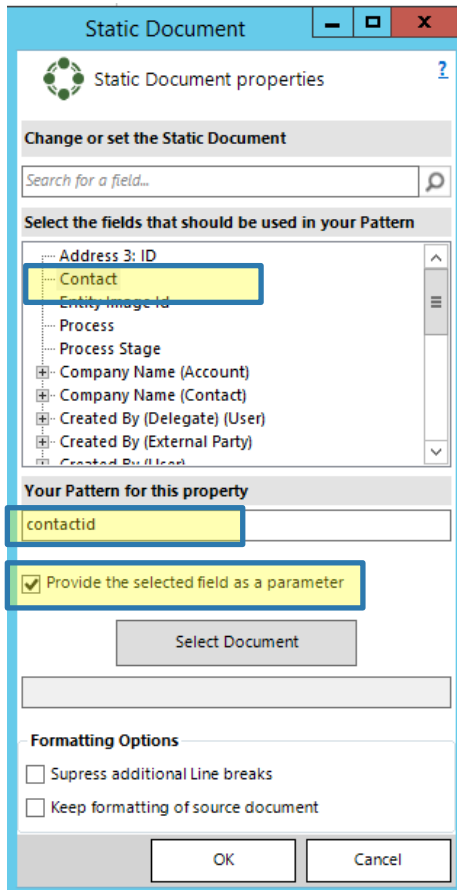 Static Document
Static Document properties
?
Change or set the Static Document
Search for a field...
Select the fields that should be used in your Pattern
Address 3: ID
Contact
Entity Image Id
Process
Process Stage
Company Name (Account)
Company Name (Contact)
Created By (Delegate) (User)
Created By (External Party)
Created By (User)
Your Pattern for this property
contactid
Provide the selected field as a parameter
Select Document
Formatting Options
Supress additional Line breaks
Keep formatting of source document
OK
Cancel